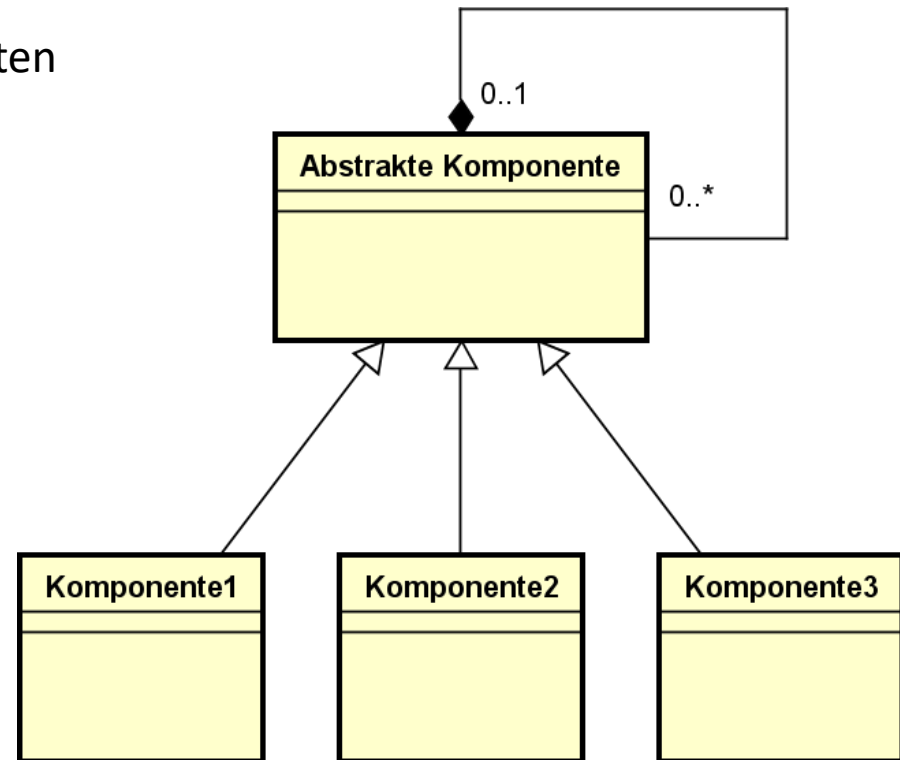 ten
0..1
Abstrakte Komponente
0..*
Komponente1
Komponente2
Komponente3